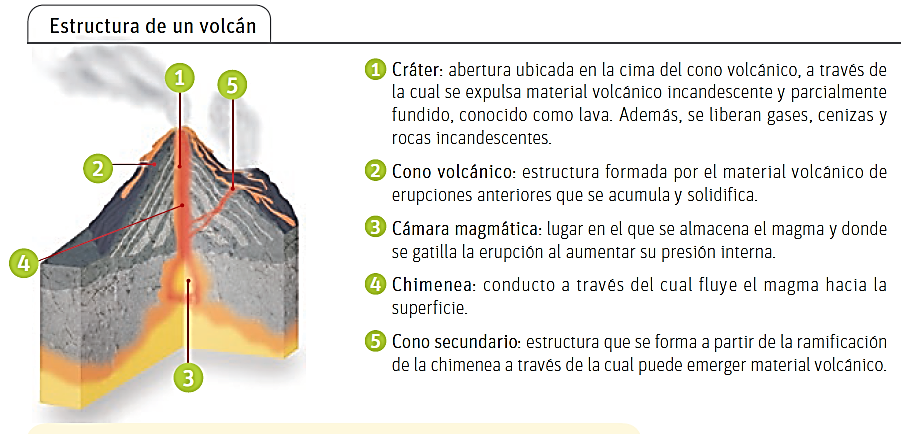 Estructura de un volcán
1 Cráter: abertura ubicada en la cima del cono volcánico, a través de
la cual se expulsa material volcánico incandescente y parcialmente
fundido, conocido como lava. Además, se liberan gases, cenizas y
rocas incandescentes.
2 Cono volcánico: estructura formada por el material volcánico de
erupciones anteriores que se acumula y solidifica.
3 Cámara magmática: lugar en el que se almacena el magma y donde
se gatilla la erupción al aumentar su presión interna.
4 Chimenea: conducto a través del cual fluye el magma hacia la
superficie.
5 Cono secundario: estructura que se forma a partir de la ramificación
de la chimenea a través de la cual puede emerger material volcánico.
1
5
2
4
3